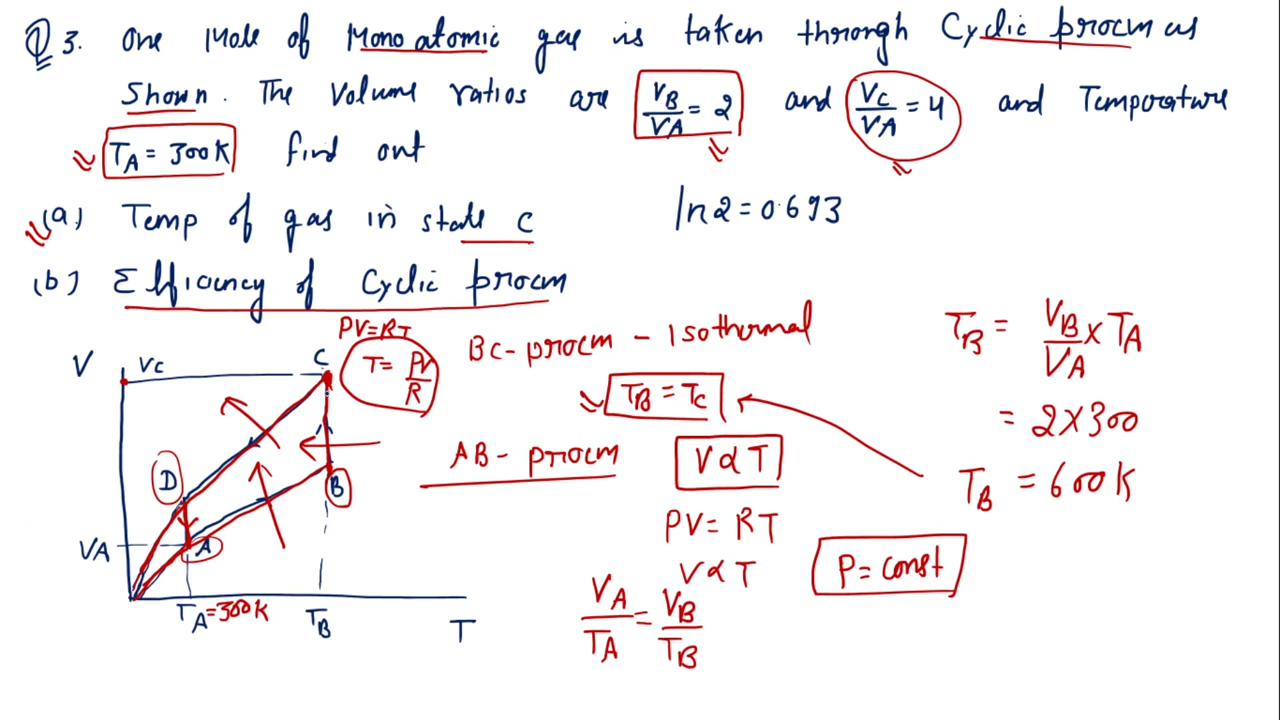 Q 3. One Mole of Mono atomic gas is taken through Cyclic process as
Shown. The Volume ratios are VB/VA = 2 and VC/VA = 4 and Temperature
TA = 300K find out
(a) Temp of gas in state C
ln2 = 0.693
(b) Efficiency of Cyclic process
PV = RT
T = PV/R
BC - process - Isothermal
TB = TC
AB - process
V α T
PV = RT
V α T
P = const
VA/TA = VB/TB
TB = VB/VA x TA
= 2 x 300
TB = 600K
V
VC
C
D
B
VA
A
TA = 300K
TB
T